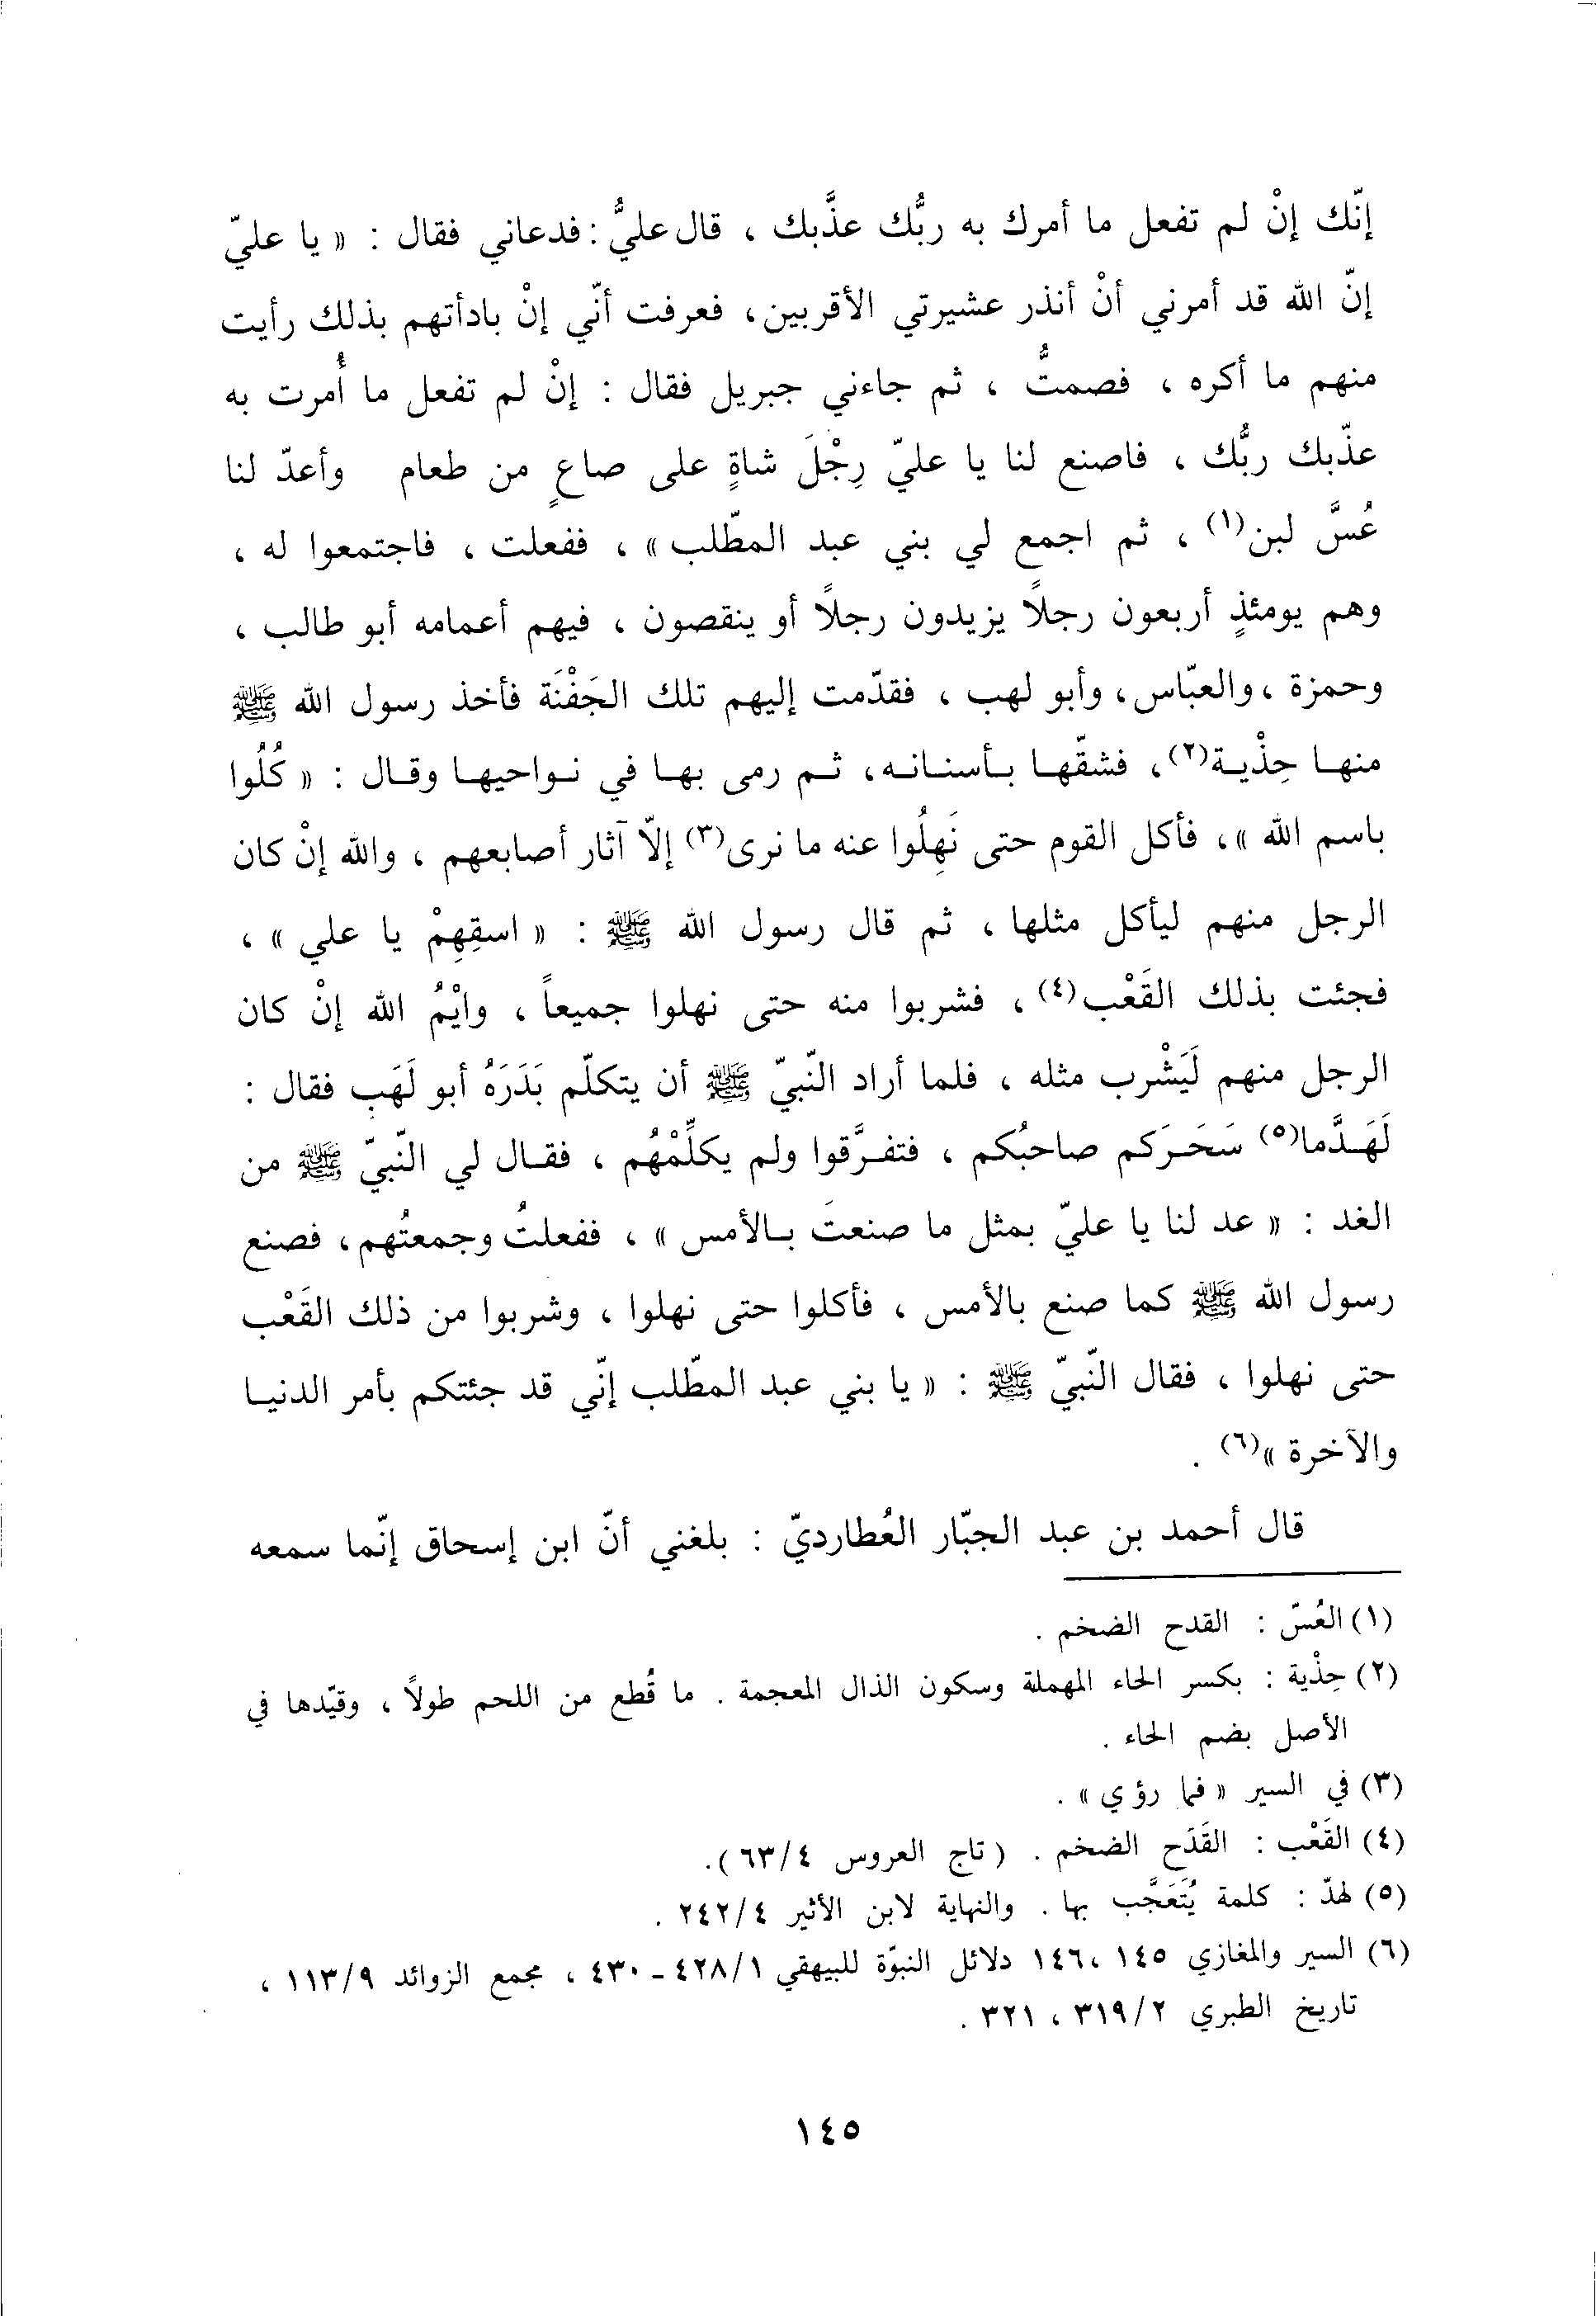 إنّك إنْ لم تفعل ما أمرك به ربُّك عذَّبك ، قال عليُّ : فدعاني فقال : « يا عليّ
إنّ الله قد أمرني أنْ أنذر عشيرتي الأقربين ، فعرفت أنّي إنْ بادأتهم بذلك رأيت
منهم ما أكره ، فصمتُّ ، ثم جاءني جبريل فقال : إنْ لم تفعل ما أُمرت به
عذّبك ربُّك ، فاصنع لنا يا عليّ رِجْلَ شاةٍ على صاعٍ من طعام وأعدّ لنا
عُسَّ لبن(١) ، ثم اجمع لي بني عبد المطّلب » ، ففعلت ، فاجتمعوا له ،
وهم يومئذٍ أربعون رجلاً يزيدون رجلاً أو ينقصون ، فيهم أعمامه أبو طالب ،
وحمزة ، والعبّاس ، وأبو لهب ، فقدّمت إليهم تلك الجَفْنَة فأخذ رسول الله ﷺ
منهـا حِذْيـة(٢) ، فشقّهـا بـأسنـانـه ، ثـم رمى بهـا في نـواحيهـا وقـال : « كُلُوا
باسم الله » ، فأكل القوم حتى نَهِلُوا عنه ما نرى(٣) إلّا آثار أصابعهم ، والله إنْ كان
الرجل منهم ليأكل مثلها ، ثم قال رسول الله ﷺ : « اسقِهِمْ يا علي » ،
فجئت بذلك القَعْب(٤) ، فشربوا منه حتى نهلوا جميعاً ، وايْمُ الله إنْ كان
الرجل منهم لَيَشْرب مثله ، فلما أراد النّبيّ ﷺ أن يتكلّم بَدَرَهُ أبو لَهَب فقال :
لَهَـدَّما(٥) سَحَـرَكم صاحبُكم ، فتفـرَّقوا ولم يكلِّمْهُم ، فقـال لي النّبيّ ﷺ من
الغد : « عد لنا يا عليّ بمثل ما صنعتَ بـالأمس » ، ففعلتُ وجمعتُهم ، فصنع
رسول الله ﷺ كما صنع بالأمس ، فأكلوا حتى نهلوا ، وشربوا من ذلك القَعْب
حتى نهلوا ، فقال النّبيّ ﷺ : « يا بني عبد المطّلب إنّي قد جئتكم بأمر الدنيـا
والآخرة »(٦) .
قال أحمد بن عبد الجبّار العُطارديّ : بلغني أنّ ابن إسحاق إنّما سمعه
(١) العُسّ : القدح الضخم .
(٢) حِذْية : بكسر الحاء المهملة وسكون الذال المعجمة . ما قُطع من اللحم طولاً ، وقيّدها في
الأصل بضم الحاء .
(٣) في السير « فما رؤي » .
(٤) القَعْب : القَدَح الضخم . ( تاج العروس ٤/٦٣ ) .
(٥) لهدّ : كلمة يُتَعَجَّب بها . والنهاية لابن الأثير ٤/٢٤٢ .
(٦) السير والمغازي ١٤٥ ،١٤٦ دلائل النبوّة للبيهقي ١/٤٢٨ - ٤٣٠ ، مجمع الزوائد ٩/١١٣ ،
تاريخ الطبري ٢/٣١٩ ، ٣٢١ .
١٤٥